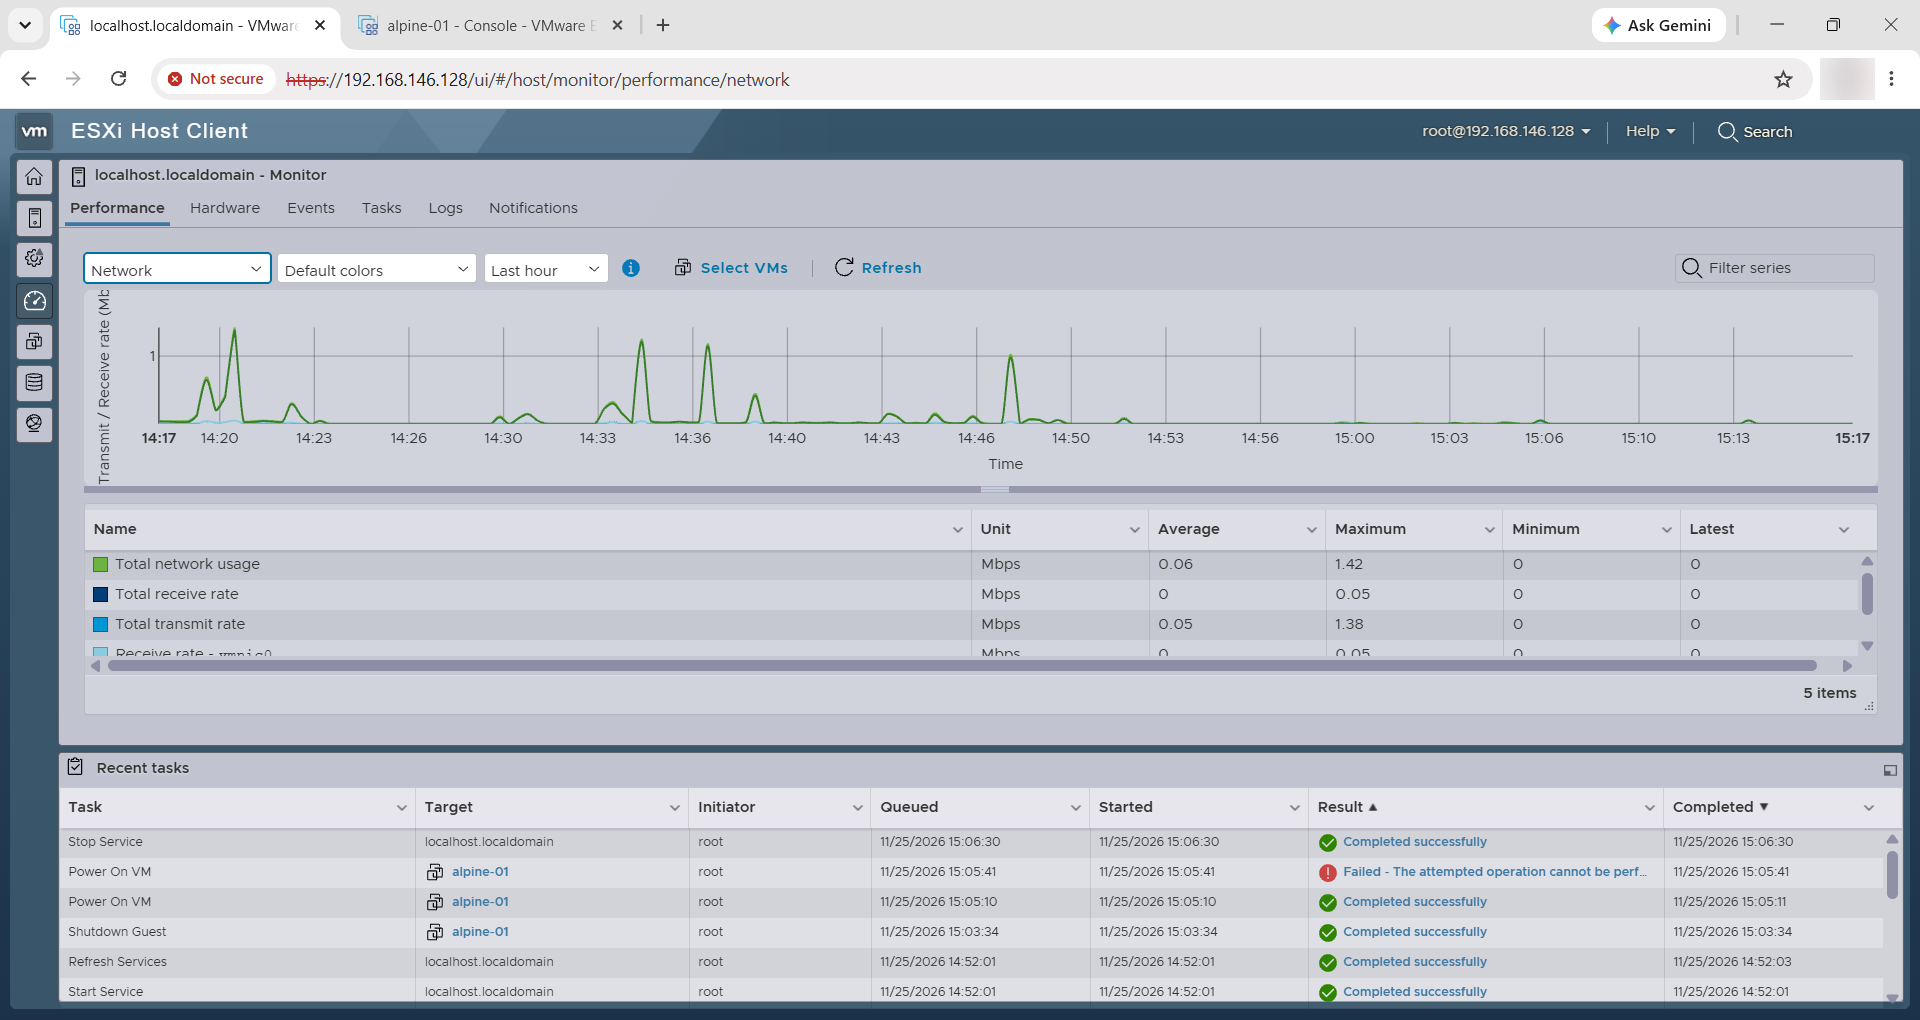 localhost.localdomain - VMware
alpine-01 - Console - VMware E
Ask Gemini
Not secure
https://192.168.146.128/ui/#/host/monitor/performance/network
vm
ESXi Host Client
root@192.168.146.128
Help
Search
localhost.localdomain - Monitor
Performance Hardware Events Tasks Logs Notifications
Network
Default colors
Last hour
Select VMs
Refresh
Filter series
Transmit / Receive rate (Mb
1
14:17 14:20 14:23 14:26 14:30 14:33 14:36 14:40 14:43 14:46 14:50 14:53 14:56 15:00 15:03 15:06 15:10 15:13 15:17
Time
Name Unit Average Maximum Minimum Latest
Total network usage Mbps 0.06 1.42 0 0
Total receive rate Mbps 0 0.05 0 0
Total transmit rate Mbps 0.05 1.38 0 0
Receive rate - vmnic0 Mbps 0 0.05 0 0
5 items
Recent tasks
Task Target Initiator Queued Started Result Completed
Stop Service localhost.localdomain root 11/25/2026 15:06:30 11/25/2026 15:06:30 Completed successfully 11/25/2026 15:06:30
Power On VM alpine-01 root 11/25/2026 15:05:41 11/25/2026 15:05:41 Failed - The attempted operation cannot be perf... 11/25/2026 15:05:41
Power On VM alpine-01 root 11/25/2026 15:05:10 11/25/2026 15:05:10 Completed successfully 11/25/2026 15:05:11
Shutdown Guest alpine-01 root 11/25/2026 15:03:34 11/25/2026 15:03:34 Completed successfully 11/25/2026 15:03:34
Refresh Services localhost.localdomain root 11/25/2026 14:52:01 11/25/2026 14:52:01 Completed successfully 11/25/2026 14:52:03
Start Service localhost.localdomain root 11/25/2026 14:52:01 11/25/2026 14:52:01 Completed successfully 11/25/2026 14:52:01